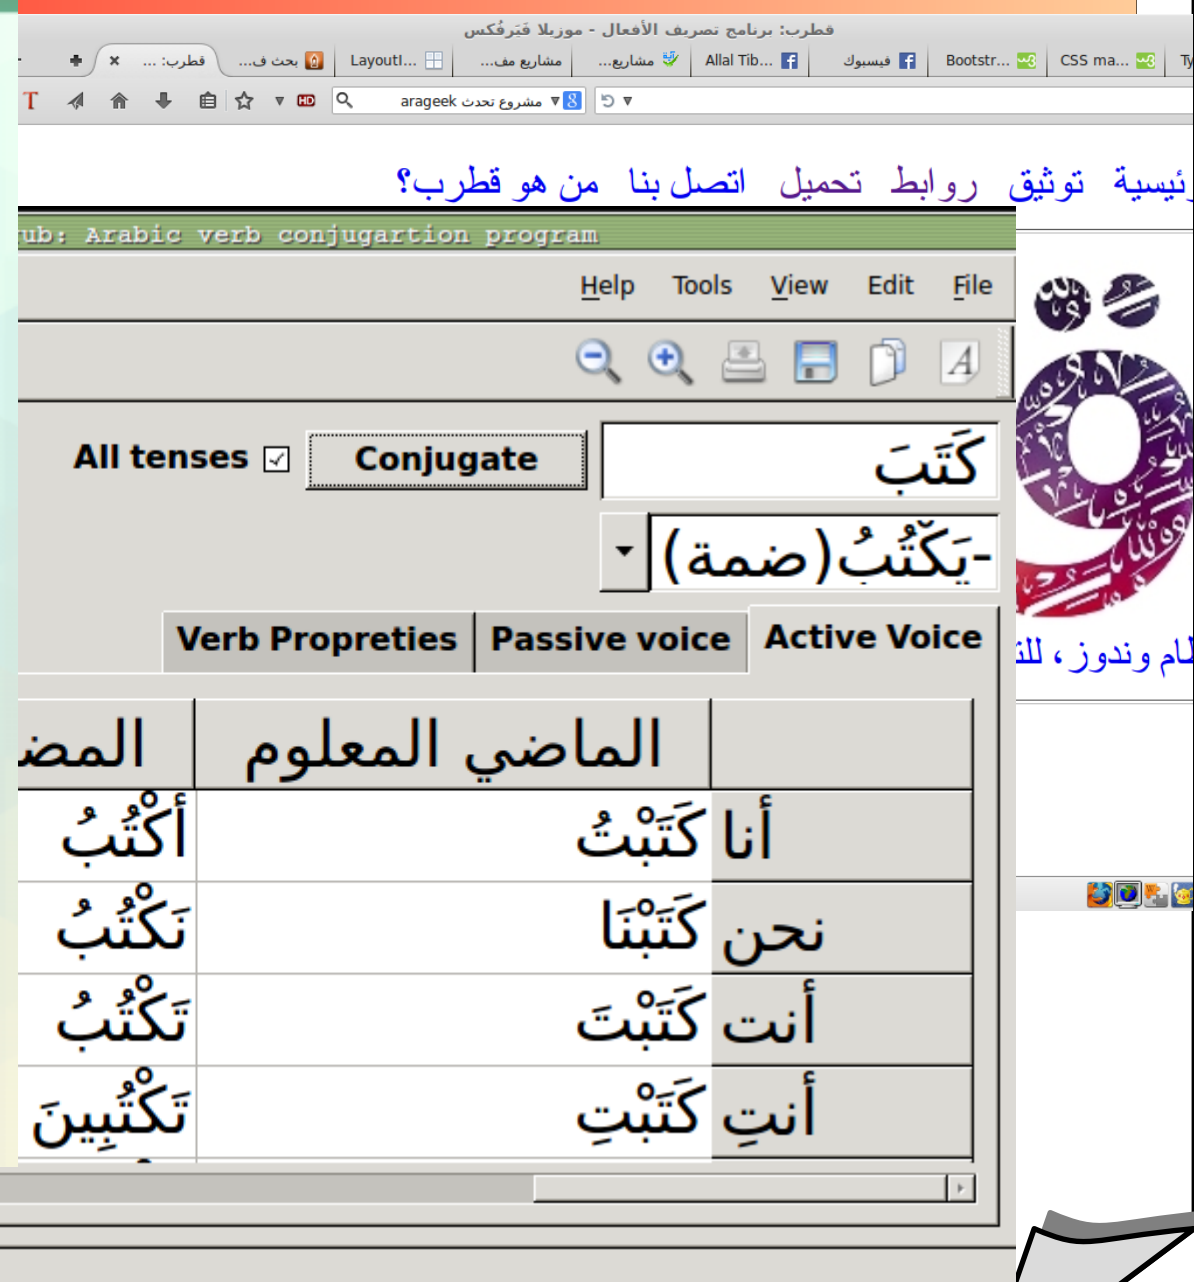 قطرب: برنامج تصريف الأفعال - موزيلا فَيَرفُكس
Allal Tib... مشاريع... مشاريع مف... Layoutl... بحث ف... قطرب: ...
CSS ma... Bootstr... فيسبوك
مشروع تحدث arageek
توثيق روابط تحميل اتصل بنا من هو قطرب؟
Arabic verb conjugartion program
File Edit View Tools Help
كَتَبَ
Conjugate
All tenses
-يَكْتُبُ(ضمة)
Active Voice
Passive voice
Verb Propreties
الماضي المعلوم
أنا كَتَبْتُ أَكْتُبُ
نحن كَتَبْنَا نَكْتُبُ
أنت كَتَبْتَ تَكْتُبُ
أنتِ كَتَبْتِ تَكْتُبِينَ
وندوز،